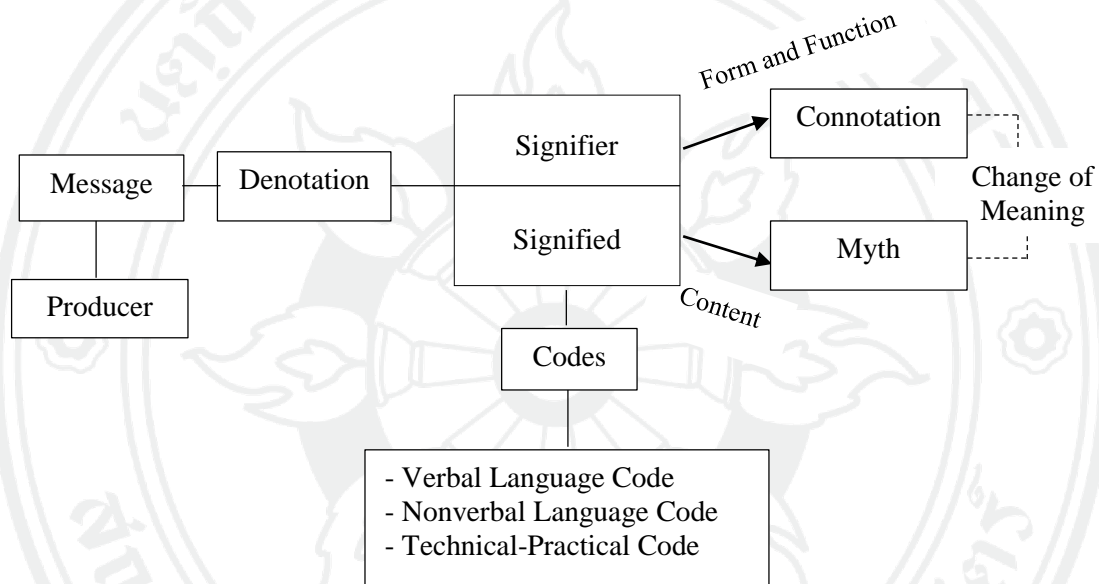 Form and Function
Connotation
Signifier
Message
Denotation
Change of
Meaning
Signified
Myth
Producer
Content
Codes
- Verbal Language Code
- Nonverbal Language Code
- Technical-Practical Code